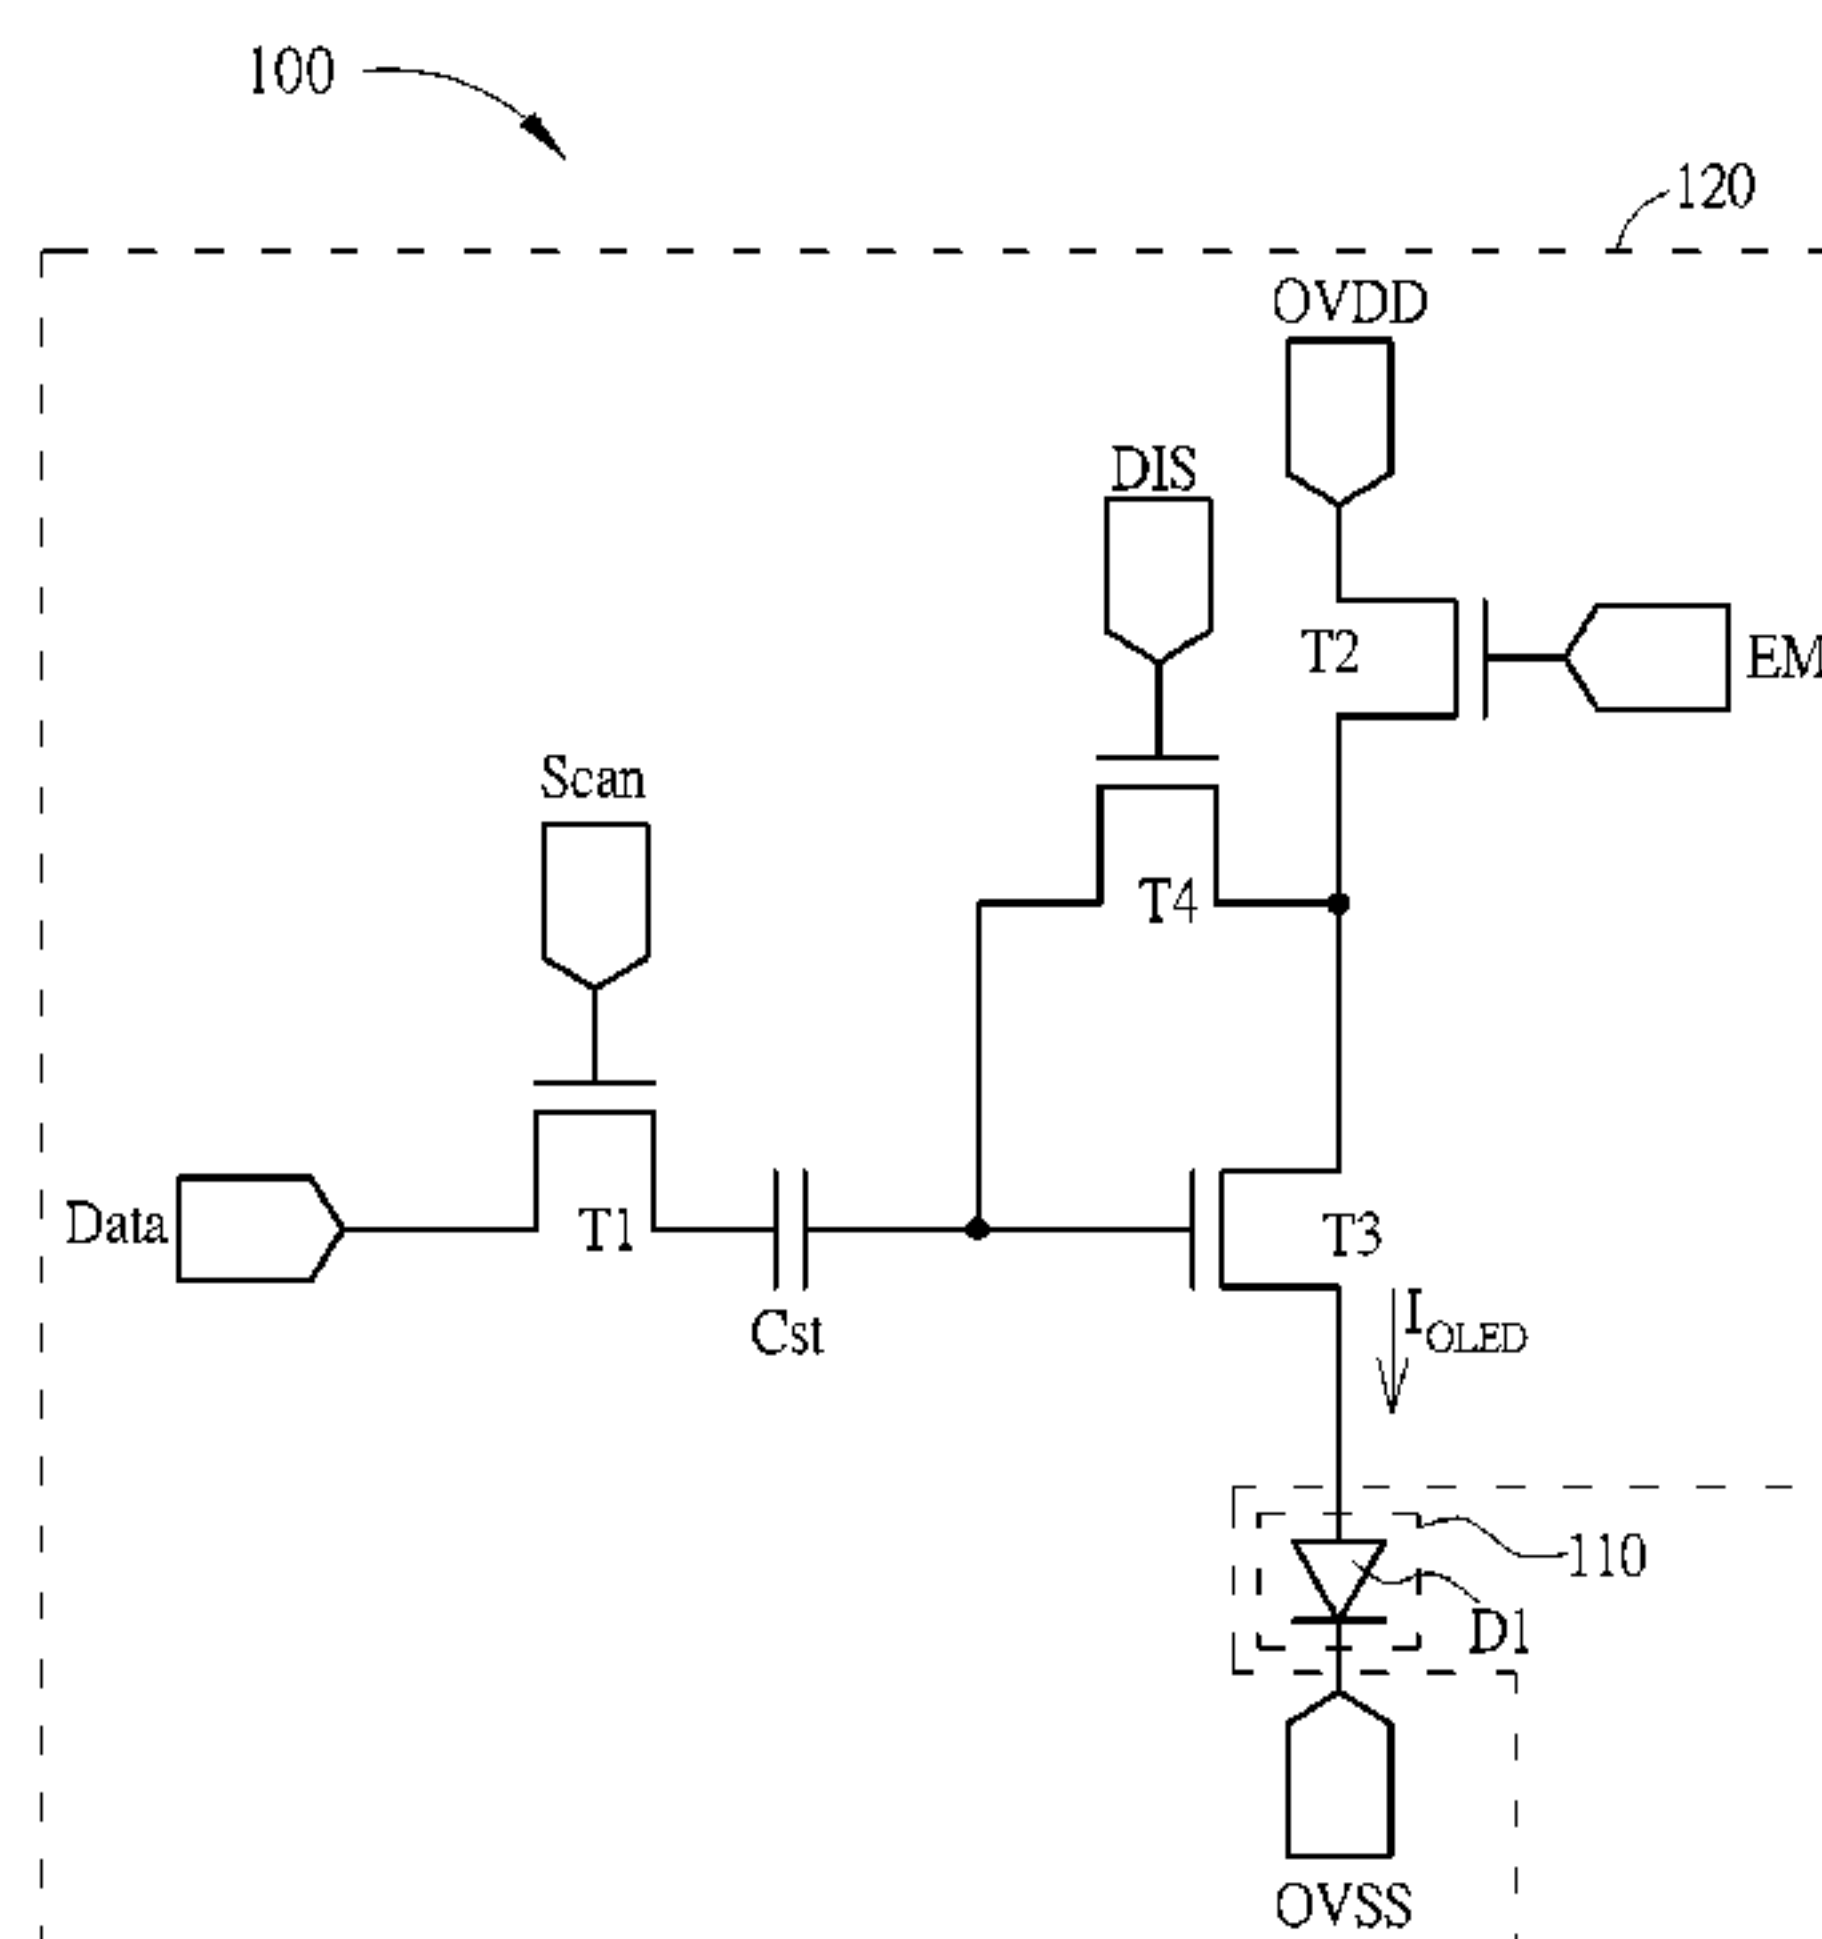 100
120
OVDD
DIS
T2
EM
Scan
T4
Data
T1
T3
Cst
IOLED
110
D1
OVSS